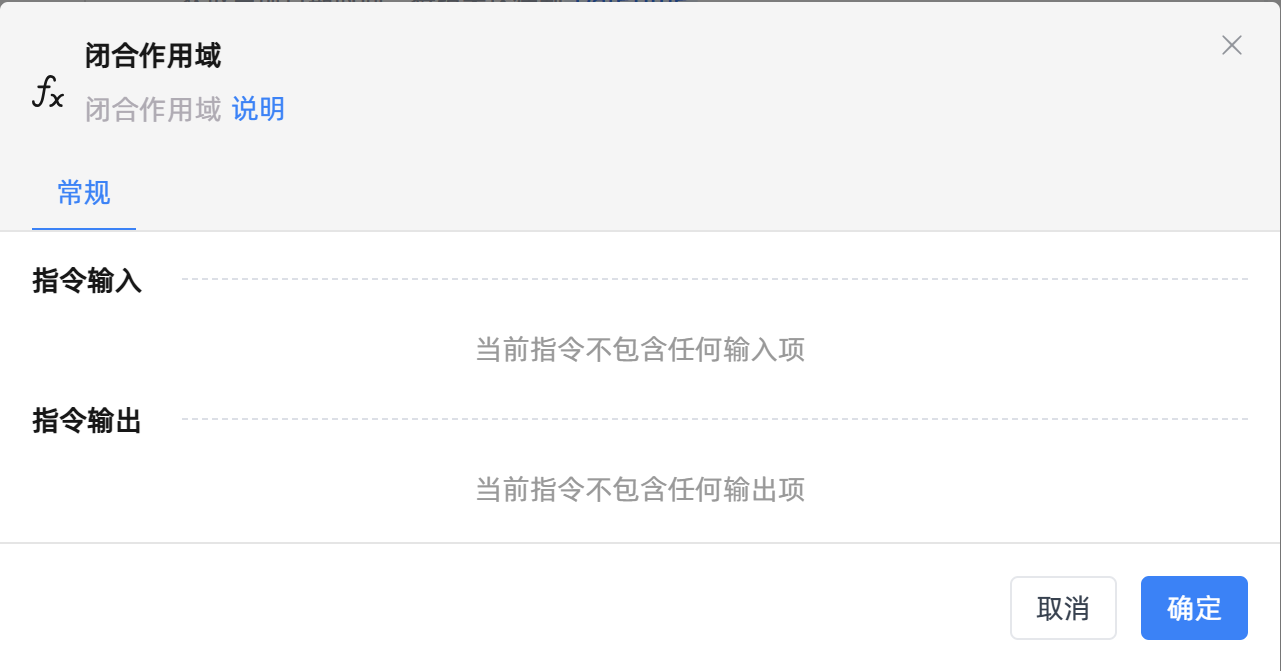 闭合作用域
闭合作用域 说明
常规
指令输入
当前指令不包含任何输入项
指令输出
当前指令不包含任何输出项
取消 确定